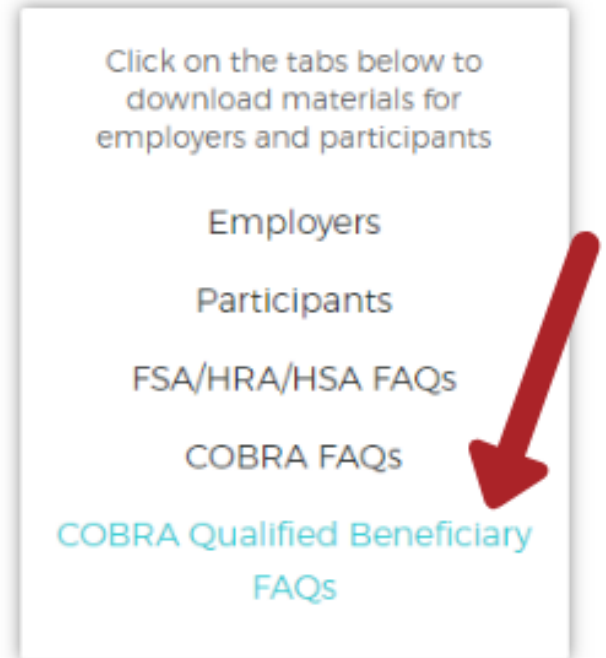 Click on the tabs below to
download materials for
employers and participants
Employers
Participants
FSA/HRA/HSA FAQs
COBRA FAQs
COBRA Qualified Beneficiary
FAQs